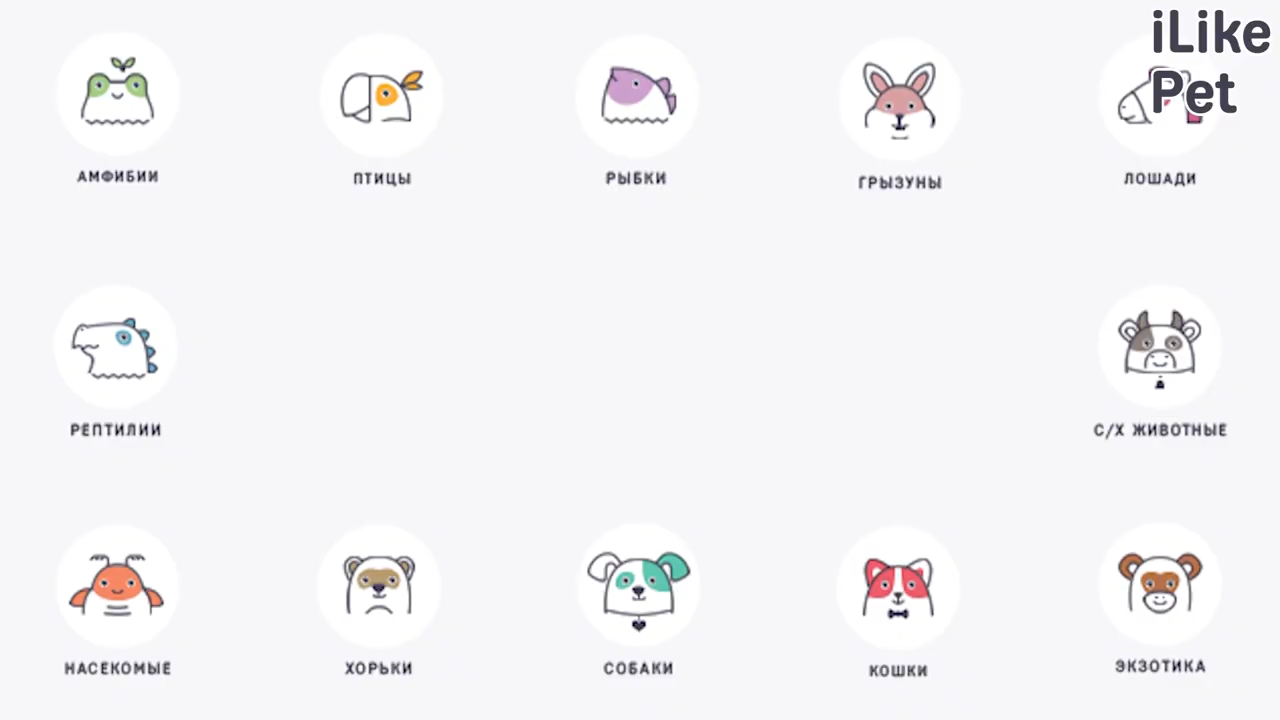 iLike
Pet
АМФИБИИ
ПТИЦЫ
РЫБКИ
ГРЫЗУНЫ
ЛОШАДИ
РЕПТИЛИИ
С/Х ЖИВОТНЫЕ
НАСЕКОМЫЕ
ХОРЬКИ
СОБАКИ
КОШКИ
ЭКЗОТИКА